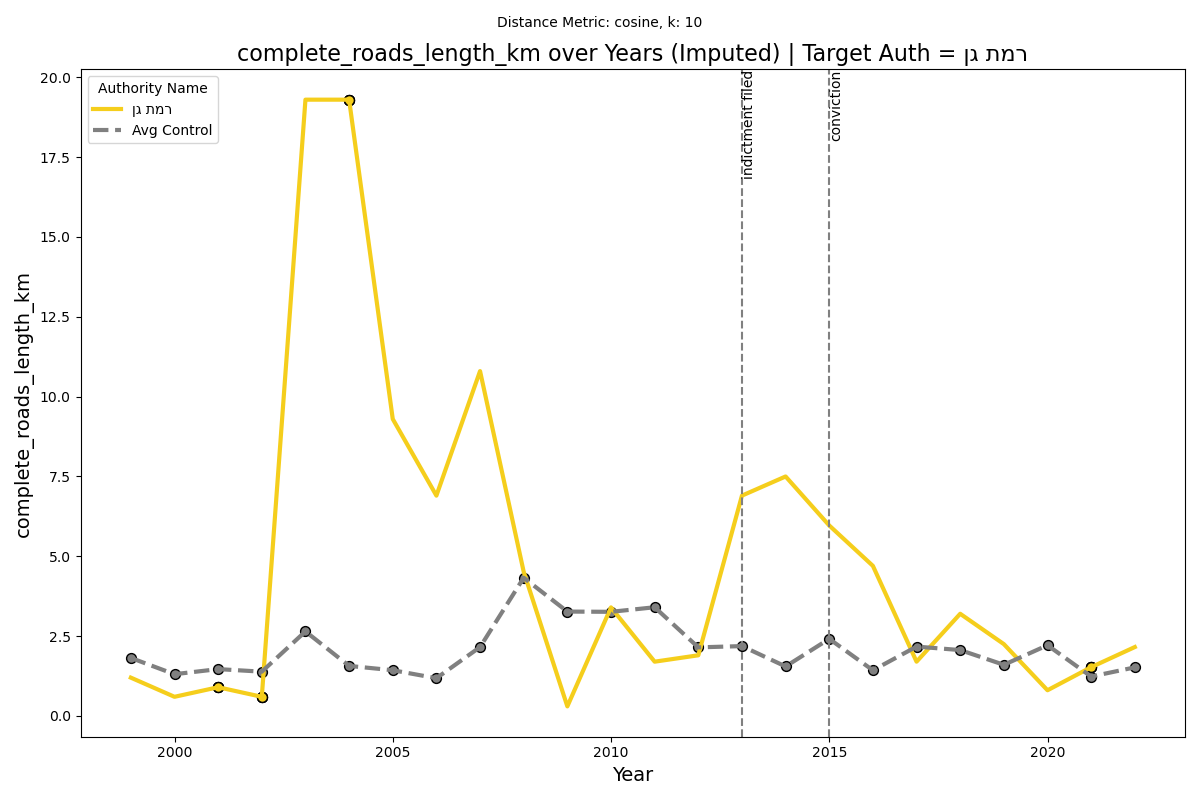 Distance Metric: cosine, k: 10
complete_roads_length_km over Years (Imputed) | Target Auth = רמת גן
Authority Name
רמת גן
Avg Control
indictment filed
conviction
complete_roads_length_km
20.0
17.5
15.0
12.5
10.0
7.5
5.0
2.5
0.0
2000
2005
2010
2015
2020
Year